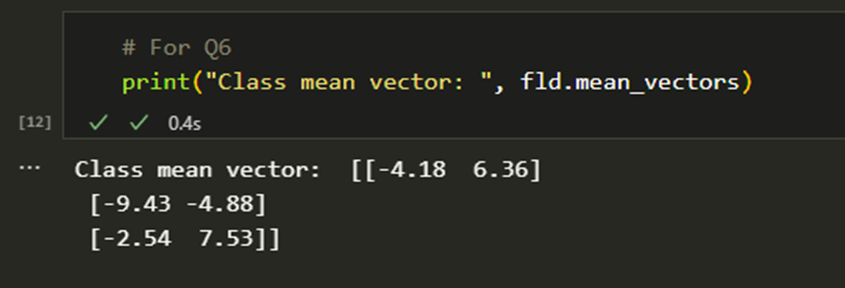 # For Q6
print("Class mean vector: ", fld.mean_vectors)
[12] ✓ ✓ 0.4s
... Class mean vector:  [[-4.18  6.36]
 [-9.43 -4.88]
 [-2.54  7.53]]